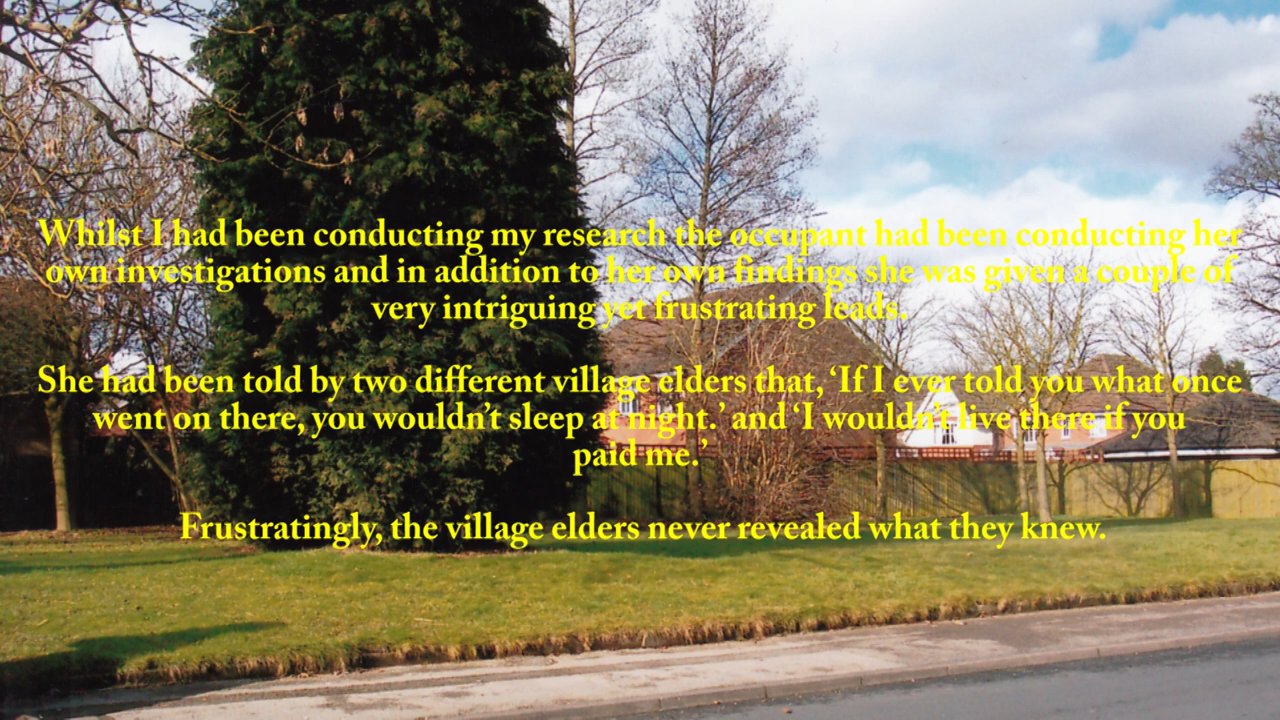 Whilst I had been conducting my research the occupant had been conducting her
own investigations and in addition to her own findings she was given a couple of
very intriguing yet frustrating leads.
She had been told by two different village elders that, ‘If I ever told you what once
went on there, you wouldn’t sleep at night.’ and ‘I wouldn’t live there if you
paid me.’
Frustratingly, the village elders never revealed what they knew.